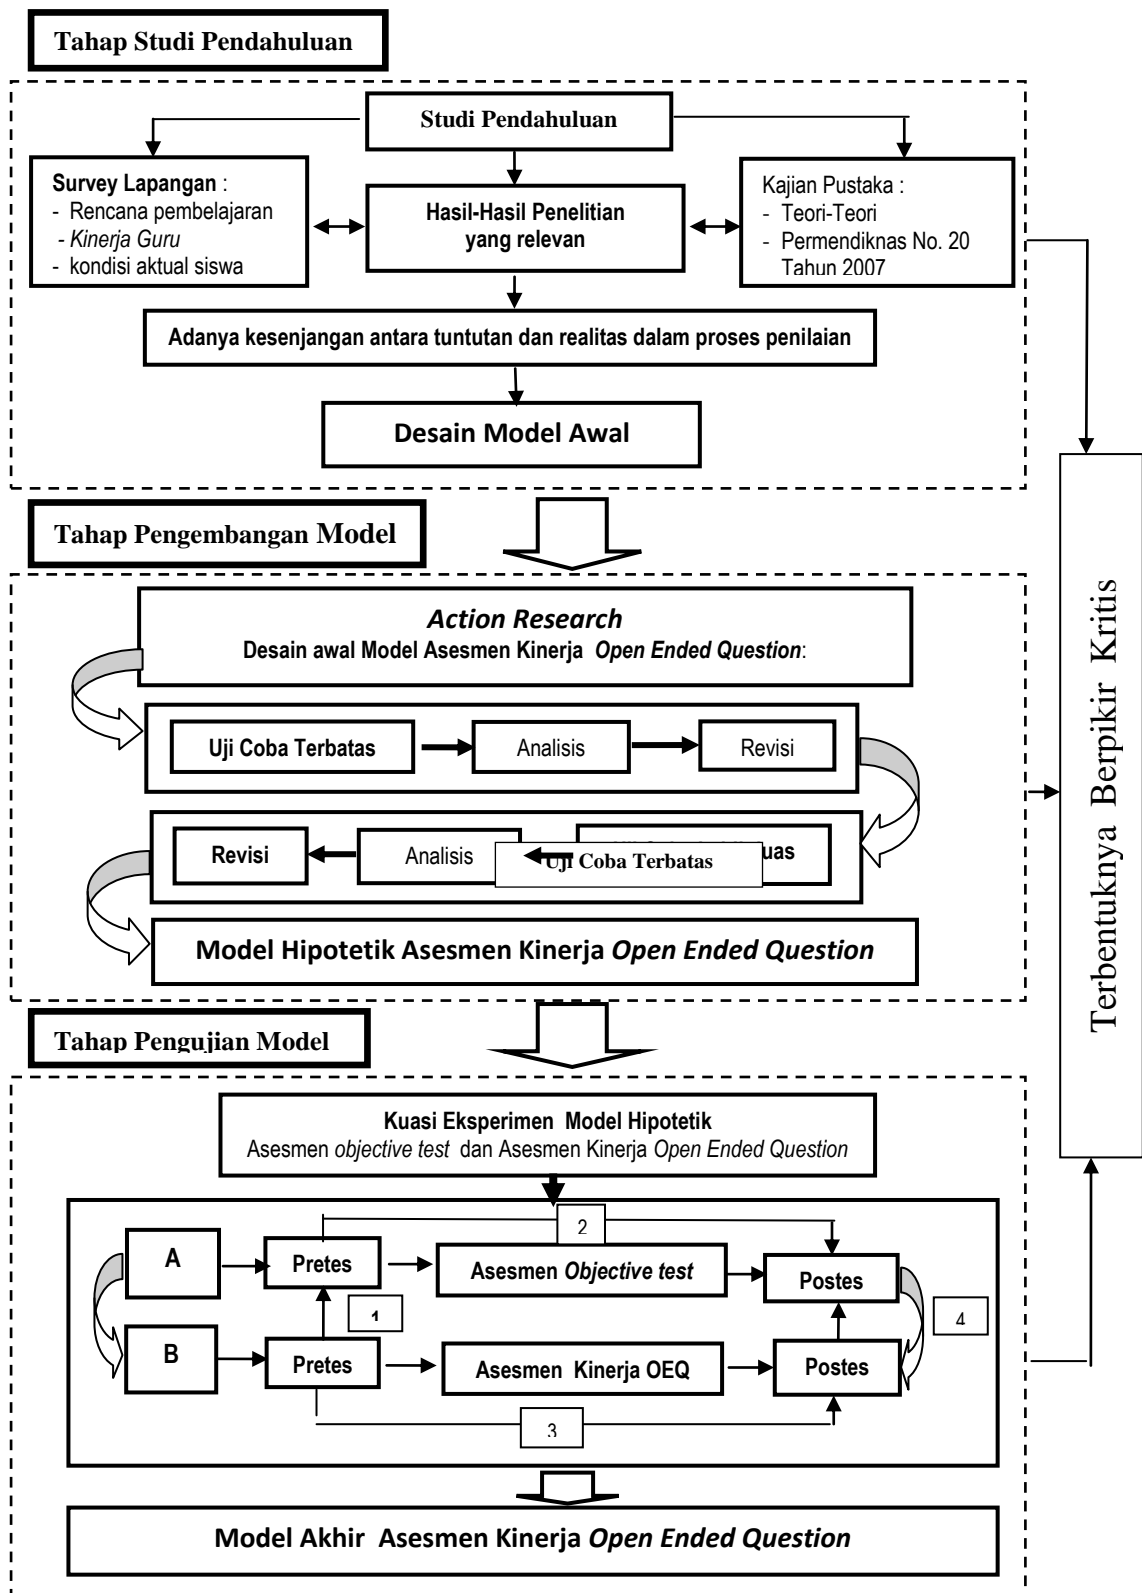 Tahap Studi Pendahuluan
Studi Pendahuluan
Survey Lapangan :
- Rencana pembelajaran
- Kinerja Guru
- kondisi aktual siswa
Hasil-Hasil Penelitian
yang relevan
Kajian Pustaka :
- Teori-Teori
- Permendiknas No. 20
Tahun 2007
Adanya kesenjangan antara tuntutan dan realitas dalam proses penilaian
Desain Model Awal
Tahap Pengembangan Model
Action Research
Desain awal Model Asesmen Kinerja Open Ended Question:
Uji Coba Terbatas
Analisis
Revisi
Revisi
Analisis
Uji Coba Terbatas
Model Hipotetik Asesmen Kinerja Open Ended Question
Terbentuknya Berpikir Kritis
Tahap Pengujian Model
Kuasi Eksperimen Model Hipotetik
Asesmen objective test dan Asesmen Kinerja Open Ended Question
2
A
Pretes
Asesmen Objective test
Postes
1
4
B
Pretes
Asesmen Kinerja OEQ
Postes
3
Model Akhir Asesmen Kinerja Open Ended Question